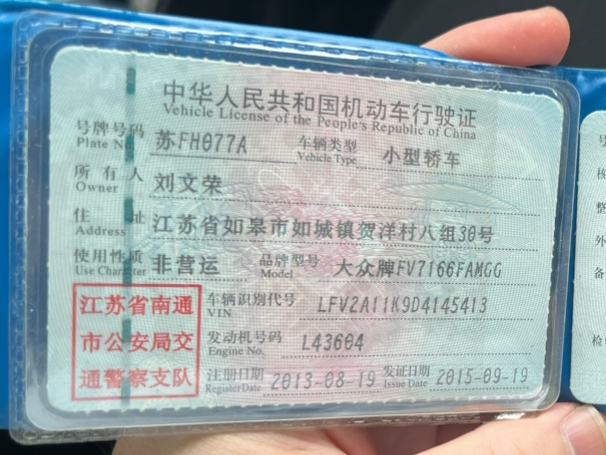 中华人民共和国机动车行驶证
Vehicle License of the People's Republic of China
号牌号码 苏FH077A 车辆类型 小型轿车
Plate No. Vehicle Type
所有人 刘文荣
Owner
住址 江苏省如皋市如城镇贺洋村八组30号
Address
使用性质 非营运 品牌型号 大众牌FV7166FAMGG
Use Character Model
江苏省南通
市公安局交
通警察支队
车辆识别代号 LFV2A11K9D4145413
VIN
发动机号码 L43604
Engine No.
注册日期 2013-08-19 发证日期 2015-09-19
Register Date Issue Date
号
核
整
外
备
检